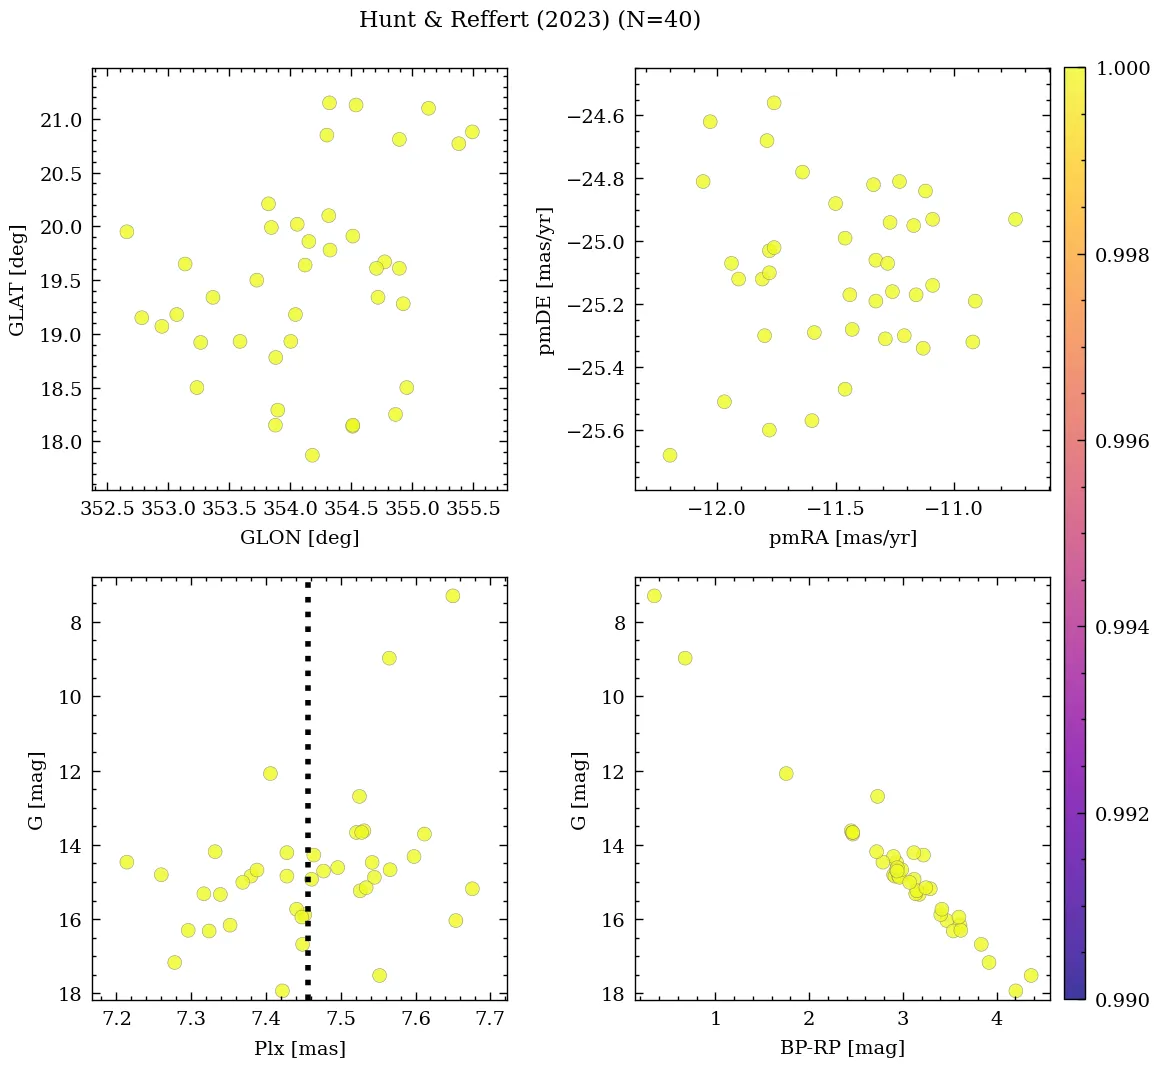 Hunt & Reffert (2023) (N=40)
21.0
20.5
20.0
19.5
19.0
18.5
18.0
GLAT [deg]
352.5 353.0 353.5 354.0 354.5 355.0 355.5
GLON [deg]
−24.6
−24.8
−25.0
−25.2
−25.4
−25.6
pmDE [mas/yr]
−12.0 −11.5 −11.0
pmRA [mas/yr]
8
10
12
14
16
18
G [mag]
7.2 7.3 7.4 7.5 7.6 7.7
Plx [mas]
8
10
12
14
16
18
G [mag]
1 2 3 4
BP-RP [mag]
1.000
0.998
0.996
0.994
0.992
0.990